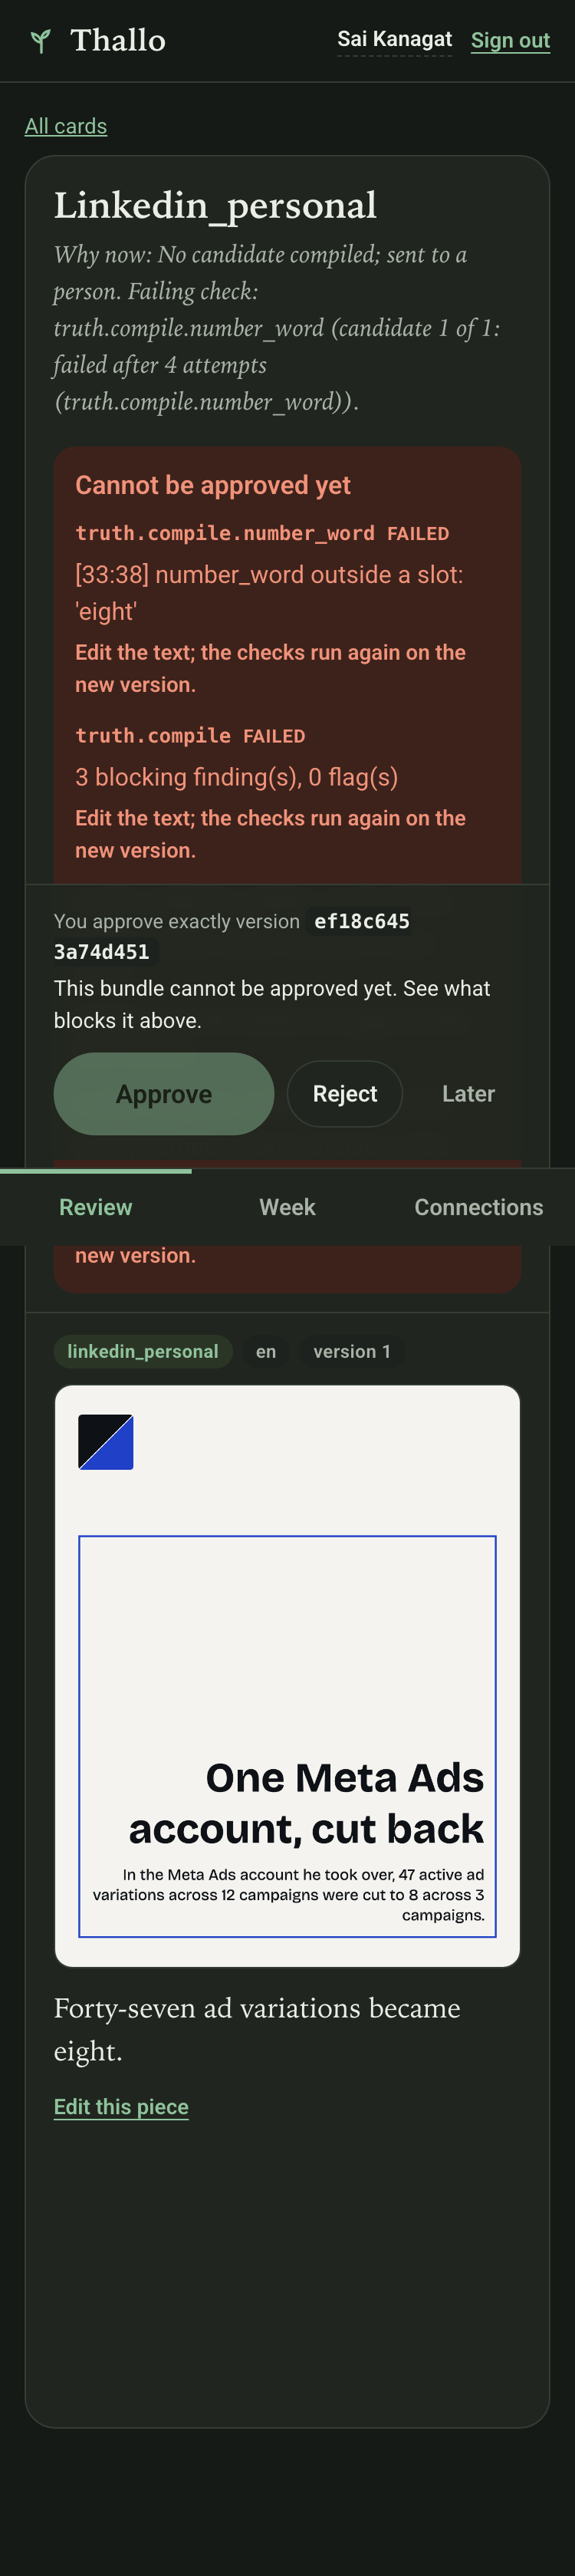 Thallo
Sai Kanagat
Sign out
All cards
Linkedin_personal
Why now: No candidate compiled; sent to a
person. Failing check:
truth.compile.number_word (candidate 1 of 1:
failed after 4 attempts
(truth.compile.number_word)).
Cannot be approved yet
truth.compile.number_word FAILED
[33:38] number_word outside a slot:
'eight'
Edit the text; the checks run again on the
new version.
truth.compile FAILED
3 blocking finding(s), 0 flag(s)
Edit the text; the checks run again on the
new version.
You approve exactly version ef18c645
3a74d451
This bundle cannot be approved yet. See what
blocks it above.
Approve
Reject
Later
Review
Week
Connections
new version.
linkedin_personal
en
version 1
One Meta Ads
account, cut back
In the Meta Ads account he took over, 47 active ad
variations across 12 campaigns were cut to 8 across 3
campaigns.
Forty-seven ad variations became
eight.
Edit this piece